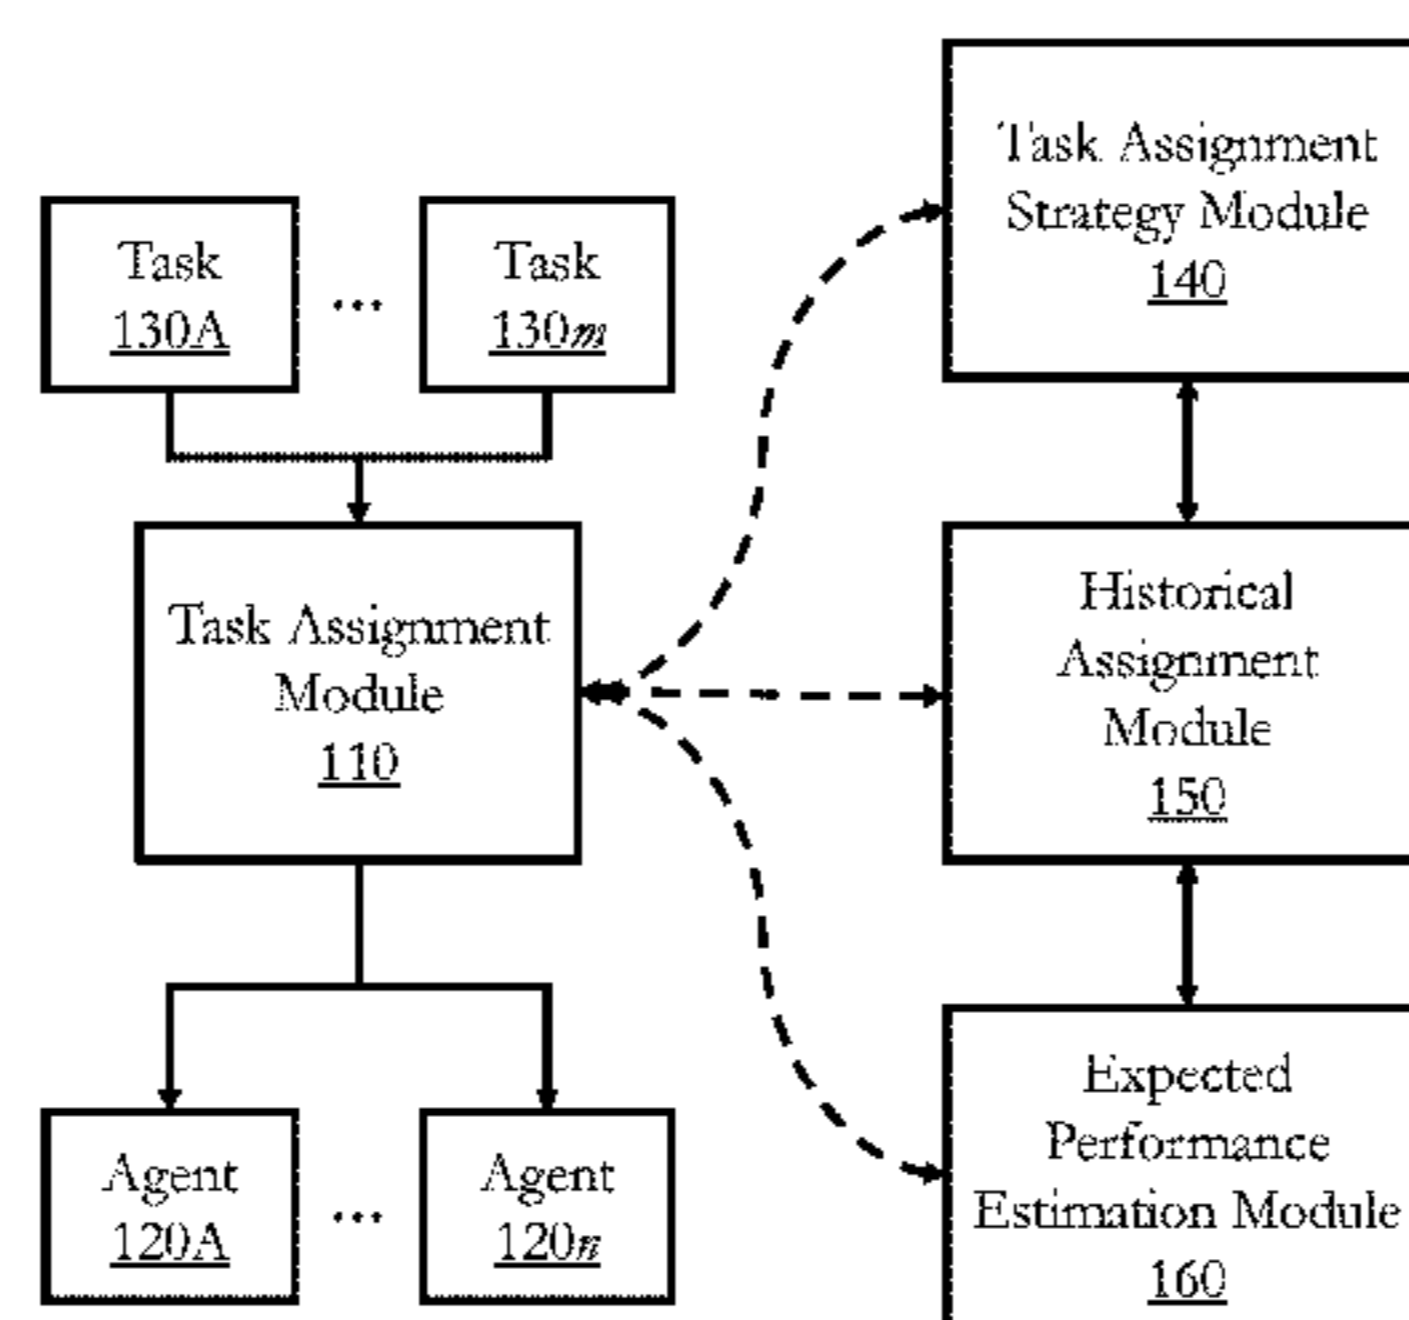 Task
130A
...
Task
130m
Task Assignment
Module
110
Agent
120A
...
Agent
120n
Task Assignment
Strategy Module
140
Historical
Assignment
Module
150
Expected
Performance
Estimation Module
160